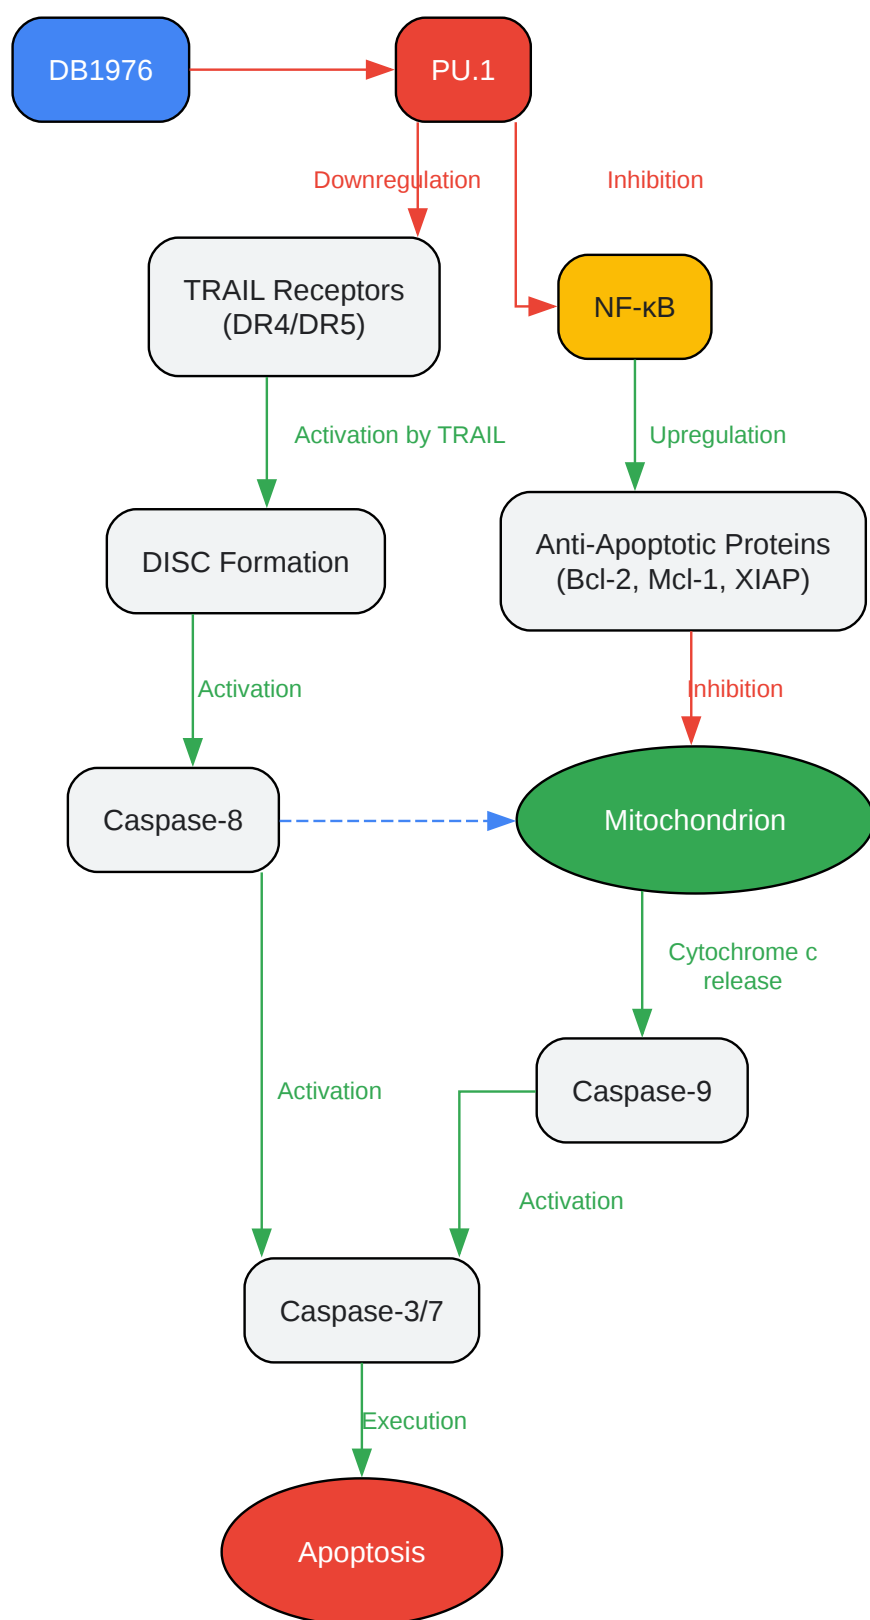 DB1976
PU.1
Downregulation
Inhibition
TRAIL Receptors
(DR4/DR5)
NF-κB
Activation by TRAIL
Upregulation
DISC Formation
Anti-Apoptotic Proteins
(Bcl-2, Mcl-1, XIAP)
Activation
Inhibition
Caspase-8
Mitochondrion
Cytochrome c
release
Activation
Caspase-9
Activation
Caspase-3/7
Execution
Apoptosis